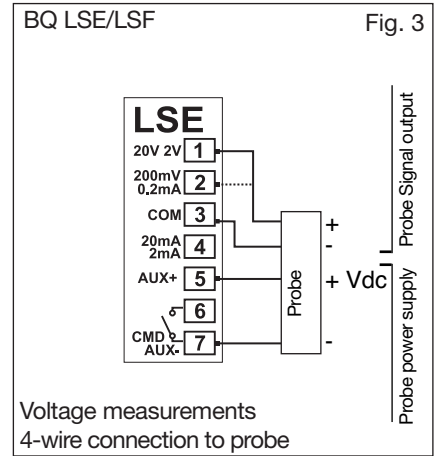 BQ LSE/LSF
Fig. 3
LSE
20V 2V 1
200mV
0.2mA 2
COM 3
20mA
2mA 4
AUX+ 5
6
CMD
AUX- 7
Probe
+
-
+ Vdc
-
Probe Signal output
Probe power supply
Voltage measurements
4-wire connection to probe